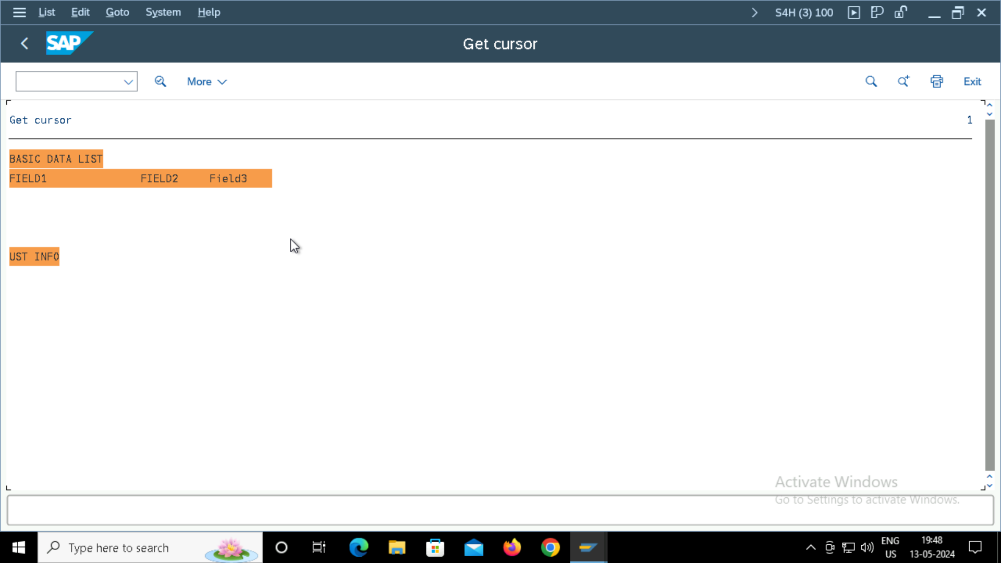 List Edit Goto System Help S4H (3) 100
SAP Get cursor
More Exit
Get cursor 1
BASIC DATA LIST
FIELD1 FIELD2 Field3
UST INFO
Activate Windows
Go to Settings to activate Windows.
Type here to search ENG 19:48
US 13-05-2024